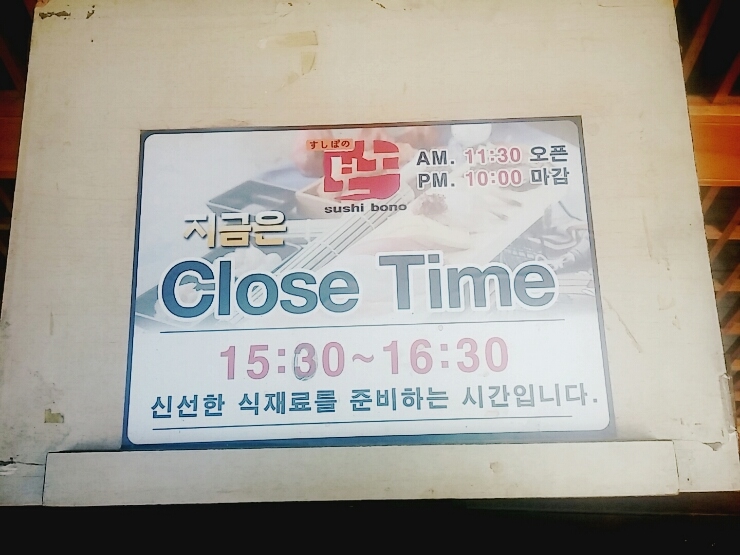 すしぼの
보노
sushi bono
AM. 11:30 오픈
PM. 10:00 마감
지금은
Close Time
15:30~16:30
신선한 식재료를 준비하는 시간입니다.